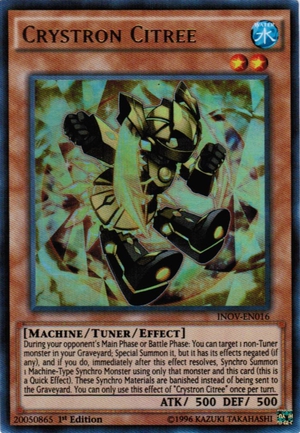 CRYSTRON CITREE
水
INOV-EN016
[MACHINE/TUNER/EFFECT]
During your opponent's Main Phase or Battle Phase: You can target 1 non-Tuner
monster in your Graveyard; Special Summon it, but it has its effects negated (if
any), and if you do, immediately after this effect resolves, Synchro Summon
1 Machine-Type Synchro Monster using only that monster and this card (this is
a Quick Effect). These Synchro Materials are banished instead of being sent to
the Graveyard. You can only use this effect of "Crystron Citree" once per turn.
ATK/ 500 DEF/ 500
20050865 1st Edition ©1996 KAZUKI TAKAHASHI